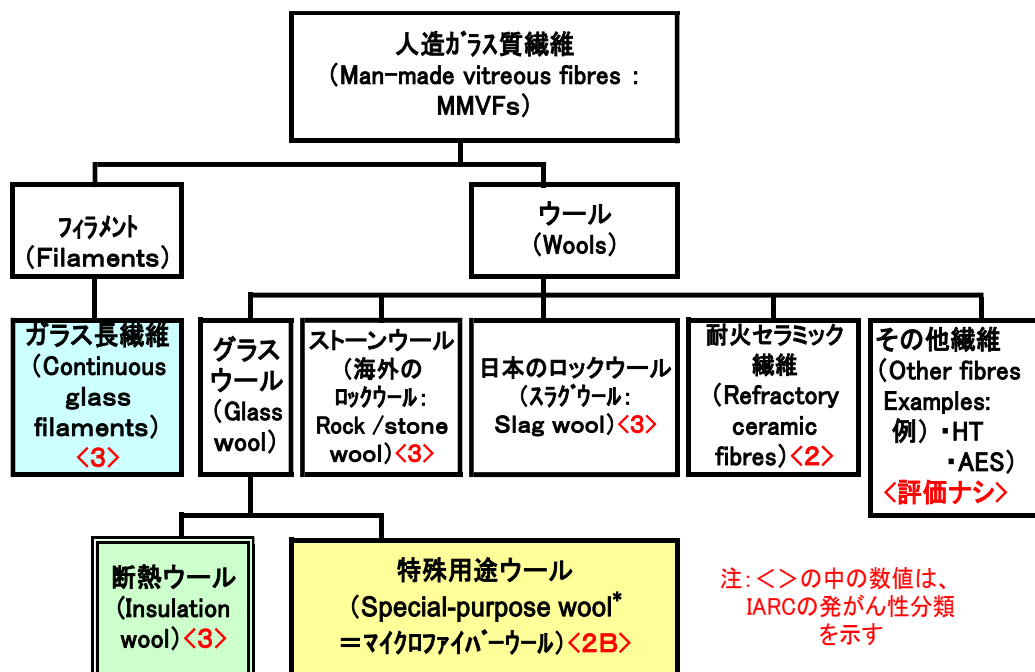 人造ｶﾞﾗｽ質繊維
（Man-made vitreous fibres：
MMVFs）
ﾌｨﾗﾒﾝﾄ
（Filaments）
ウール
（Wools）
ガラス長繊維
（Continuous
glass
filaments）
<3>
グラス
ウール
（Glass
wool）
ストーンウール
（海外の
ﾛｯｸｳｰﾙ：
Rock /stone
wool）<3>
日本のロックウール
（ｽﾗｸﾞｳｰﾙ：
Slag wool）<3>
耐火セラミック
繊維
（Refractory
ceramic
fibres）<2>
その他繊維
（Other fibres
Examples:
例）・HT
・AES）
<評価ナシ>
断熱ウール
（Insulation
wool）<3>
特殊用途ウール
（Special-purpose wool*
＝ﾏｲｸﾛﾌｧｲﾊﾞｰウール）<2B>
注：＜＞の中の数値は、
IARCの発がん性分類
を示す